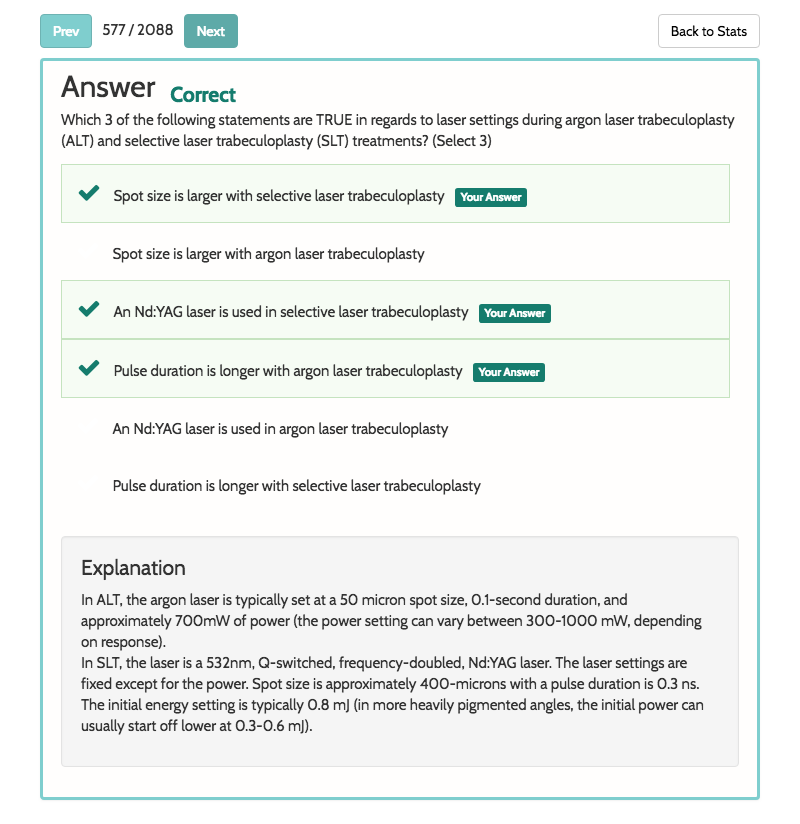 Prev 577 / 2088 Next Back to Stats
Answer Correct
Which 3 of the following statements are TRUE in regards to laser settings during argon laser trabeculoplasty
(ALT) and selective laser trabeculoplasty (SLT) treatments? (Select 3)
Spot size is larger with selective laser trabeculoplasty Your Answer
Spot size is larger with argon laser trabeculoplasty
An Nd:YAG laser is used in selective laser trabeculoplasty Your Answer
Pulse duration is longer with argon laser trabeculoplasty Your Answer
An Nd:YAG laser is used in argon laser trabeculoplasty
Pulse duration is longer with selective laser trabeculoplasty
Explanation
In ALT, the argon laser is typically set at a 50 micron spot size, 0.1-second duration, and
approximately 700mW of power (the power setting can vary between 300-1000 mW, depending
on response).
In SLT, the laser is a 532nm, Q-switched, frequency-doubled, Nd:YAG laser. The laser settings are
fixed except for the power. Spot size is approximately 400-microns with a pulse duration is 0.3 ns.
The initial energy setting is typically 0.8 mJ (in more heavily pigmented angles, the initial power can
usually start off lower at 0.3-0.6 mJ).